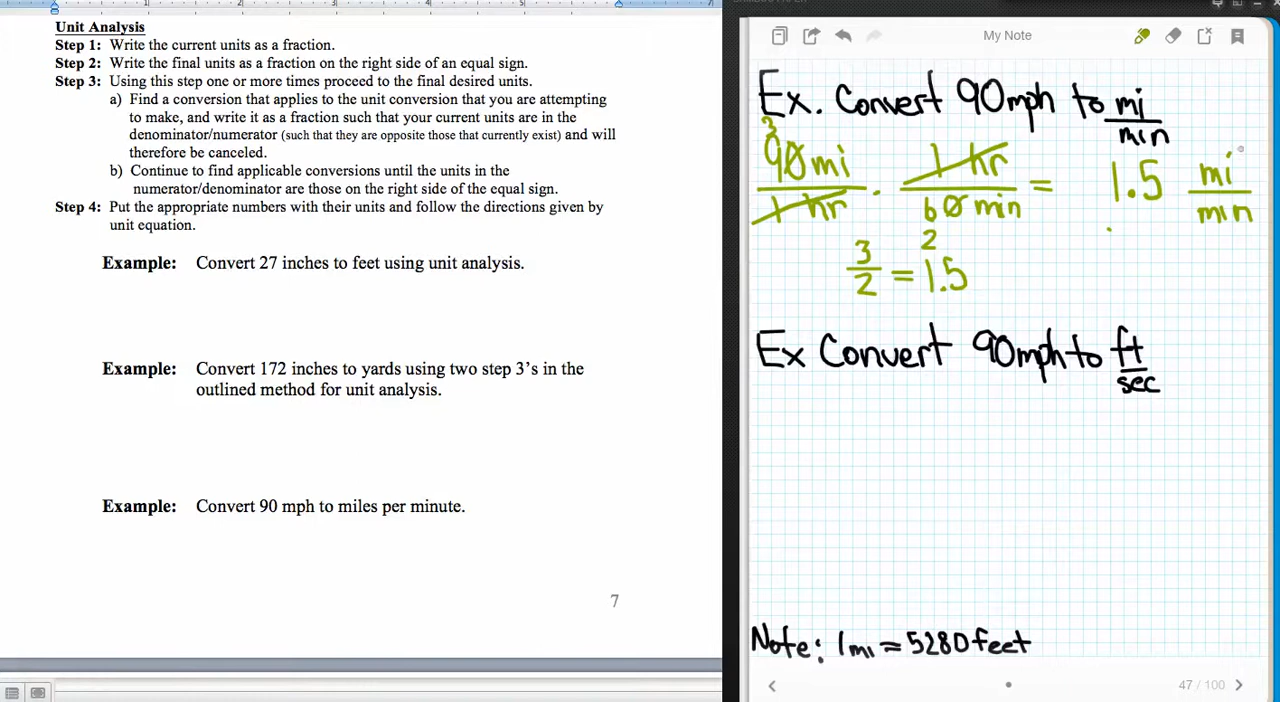 Unit Analysis
Step 1: Write the current units as a fraction.
Step 2: Write the final units as a fraction on the right side of an equal sign.
Step 3: Using this step one or more times proceed to the final desired units.
a) Find a conversion that applies to the unit conversion that you are attempting
to make, and write it as a fraction such that your current units are in the
denominator/numerator (such that they are opposite those that currently exist) and will
therefore be canceled.
b) Continue to find applicable conversions until the units in the
numerator/denominator are those on the right side of the equal sign.
Step 4: Put the appropriate numbers with their units and follow the directions given by
unit equation.
Example: Convert 27 inches to feet using unit analysis.
Example: Convert 172 inches to yards using two step 3's in the
outlined method for unit analysis.
Example: Convert 90 mph to miles per minute.
7
My Note
Ex. Convert 90mph to mi
min
3
90mi · 1 hr = 1.5 mi
1 hr 60 min min
2
3
2 = 1.5
Ex Convert 90mph to ft
sec
Note: 1mi = 5280 feet
47 / 100